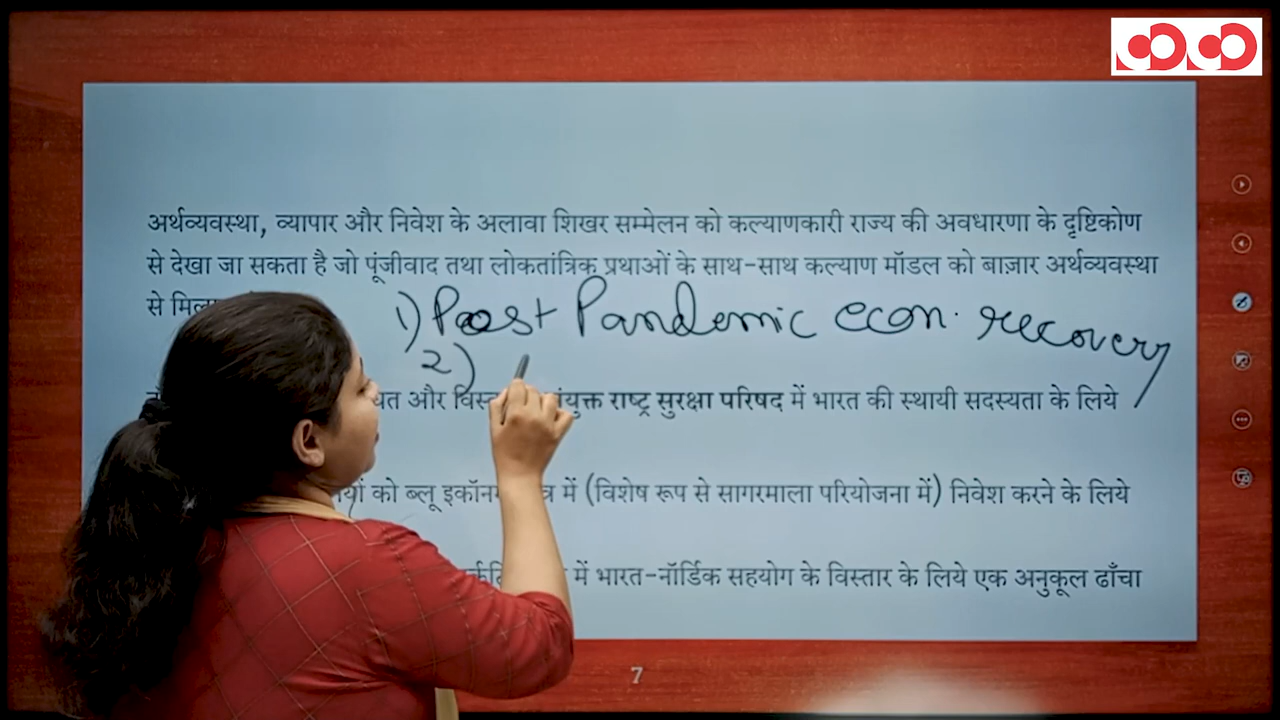 अर्थव्यवस्था, व्यापार और निवेश के अलावा शिखर सम्मेलन को कल्याणकारी राज्य की अवधारणा के दृष्टिकोण
से देखा जा सकता है जो पूंजीवाद तथा लोकतांत्रिक प्रथाओं के साथ-साथ कल्याण मॉडल को बाज़ार अर्थव्यवस्था
से
1) Post Pandemic econ. recovery
2)
और राष्ट्र सुरक्षा परिषद में भारत की स्थायी सदस्यता के लिये
को ब्लू में (विशेष रूप से सागरमाला परियोजना में) निवेश करने के लिये
में भारत-नॉर्डिक सहयोग के विस्तार के लिये एक अनुकूल ढाँचा
7